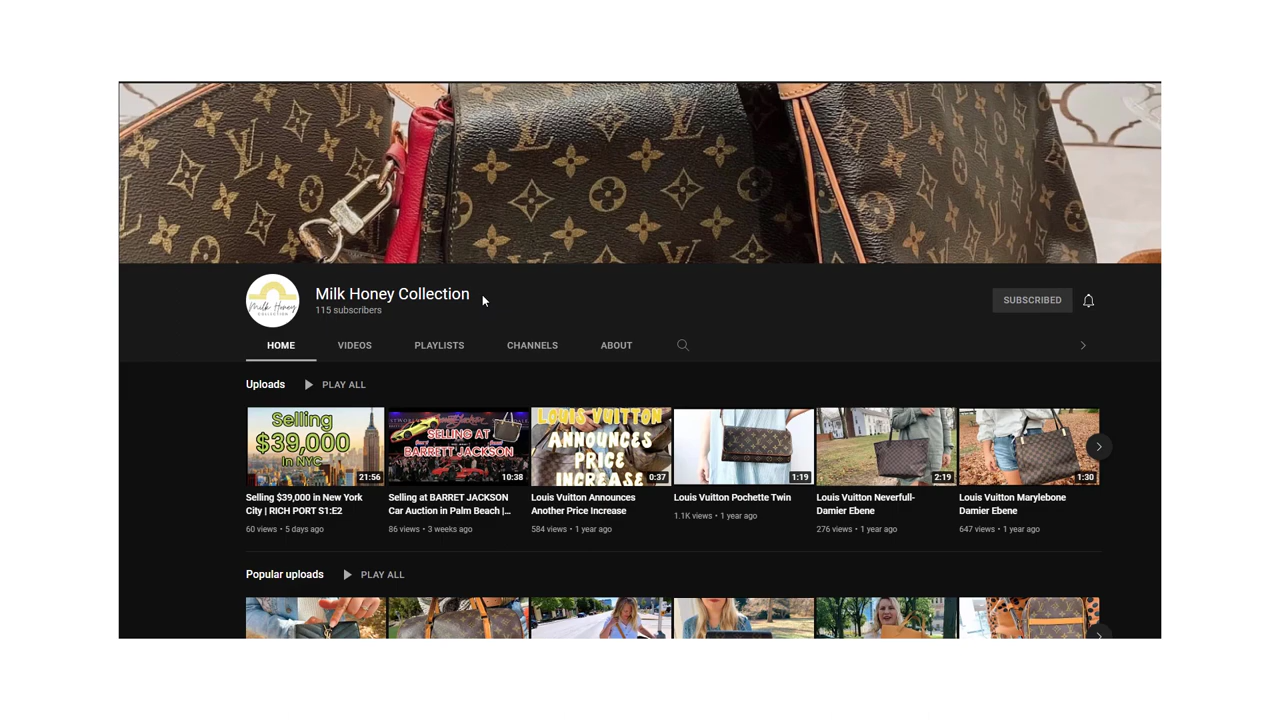 Milk Honey
COLLECTION
Milk Honey Collection
115 subscribers
SUBSCRIBED
HOME VIDEOS PLAYLISTS CHANNELS ABOUT
Uploads PLAY ALL
Selling
$39,000
in NYC
21:56
SELLING AT
BARRETT JACKSON
10:38
LOUIS VUITTON
ANNOUNCES
PRICE
INCREASE
0:37
1:19
2:19
1:30
Selling $39,000 in New York
City | RICH PORT S1:E2
60 views • 5 days ago
Selling at BARRET JACKSON
Car Auction in Palm Beach |...
86 views • 3 weeks ago
Louis Vuitton Announces
Another Price Increase
584 views • 1 year ago
Louis Vuitton Pochette Twin
1.1K views • 1 year ago
Louis Vuitton Neverfull-
Damier Ebene
276 views • 1 year ago
Louis Vuitton Marylebone
Damier Ebene
647 views • 1 year ago
Popular uploads PLAY ALL